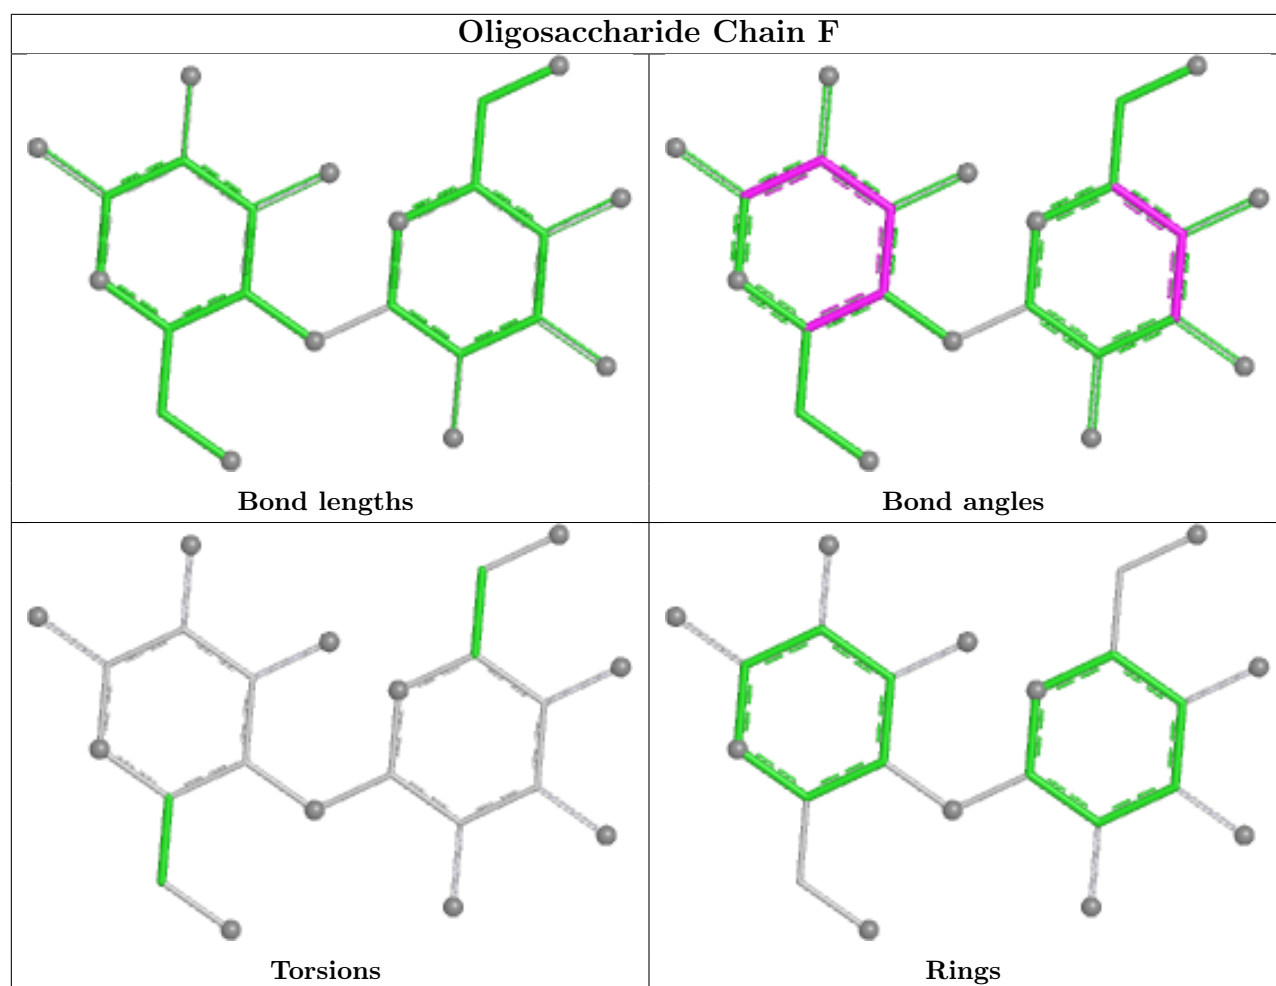 Oligosaccharide Chain F
Bond lengths
Bond angles
Torsions
Rings